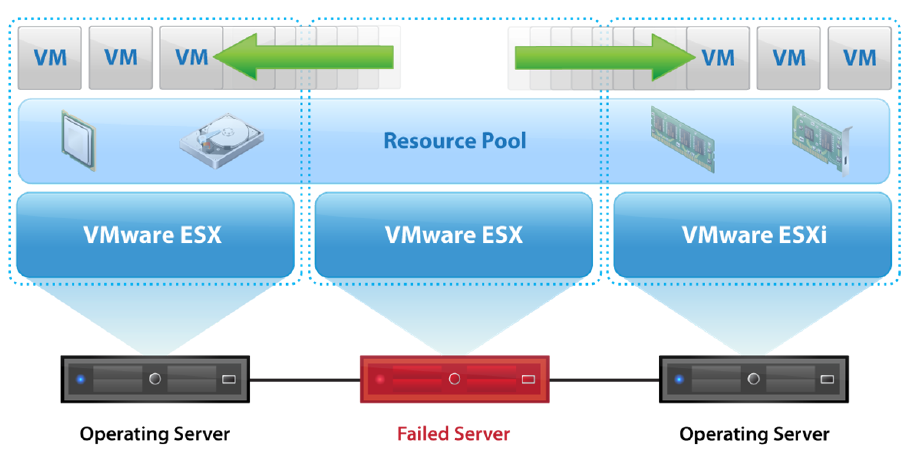 VM VM VM VM VM VM
Resource Pool
VMware ESX VMware ESX VMware ESXi
Operating Server Failed Server Operating Server